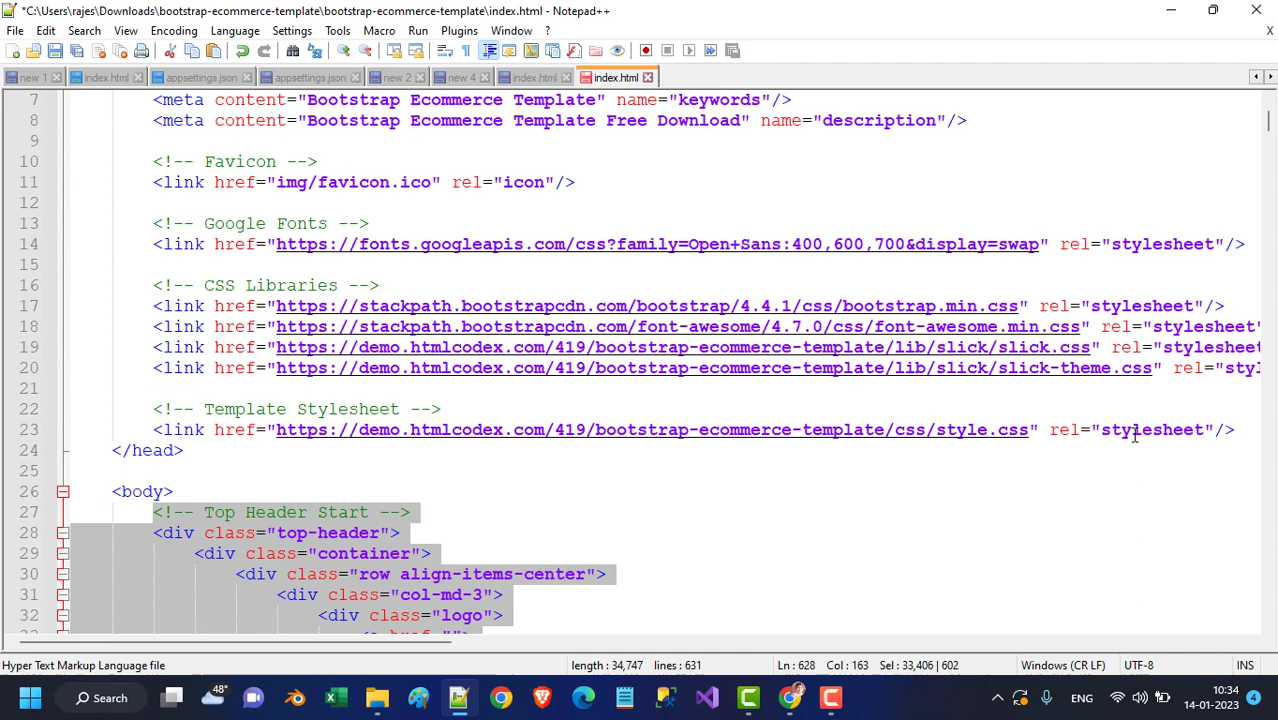 *C:\Users\rajes\Downloads\bootstrap-ecommerce-template\bootstrap-ecommerce-template\index.html - Notepad++
File Edit Search View Encoding Language Settings Tools Macro Run Plugins Window ? X
new 1 index.html appsettings.json appsettings.json new 2 new 4 index.html index.html
7 <meta content="Bootstrap Ecommerce Template" name="keywords"/>
8 <meta content="Bootstrap Ecommerce Template Free Download" name="description"/>
9
10 <!-- Favicon -->
11 <link href="img/favicon.ico" rel="icon"/>
12
13 <!-- Google Fonts -->
14 <link href="https://fonts.googleapis.com/css?family=Open+Sans:400,600,700&display=swap" rel="stylesheet"/>
15
16 <!-- CSS Libraries -->
17 <link href="https://stackpath.bootstrapcdn.com/bootstrap/4.4.1/css/bootstrap.min.css" rel="stylesheet"/>
18 <link href="https://stackpath.bootstrapcdn.com/font-awesome/4.7.0/css/font-awesome.min.css" rel="stylesheet"
19 <link href="https://demo.htmlcodex.com/419/bootstrap-ecommerce-template/lib/slick/slick.css" rel="stylesheet
20 <link href="https://demo.htmlcodex.com/419/bootstrap-ecommerce-template/lib/slick/slick-theme.css" rel="sty
21
22 <!-- Template Stylesheet -->
23 <link href="https://demo.htmlcodex.com/419/bootstrap-ecommerce-template/css/style.css" rel="stylesheet"/>
24 </head>
25
26 <body>
27 <!-- Top Header Start -->
28 <div class="top-header">
29 <div class="container">
30 <div class="row align-items-center">
31 <div class="col-md-3">
32 <div class="logo">
Hyper Text Markup Language file length : 34,747 lines : 631 Ln : 628 Col : 163 Sel : 33,406 | 602 Windows (CR LF) UTF-8 INS
Search 48° ENG 10:34
14-01-2023 4